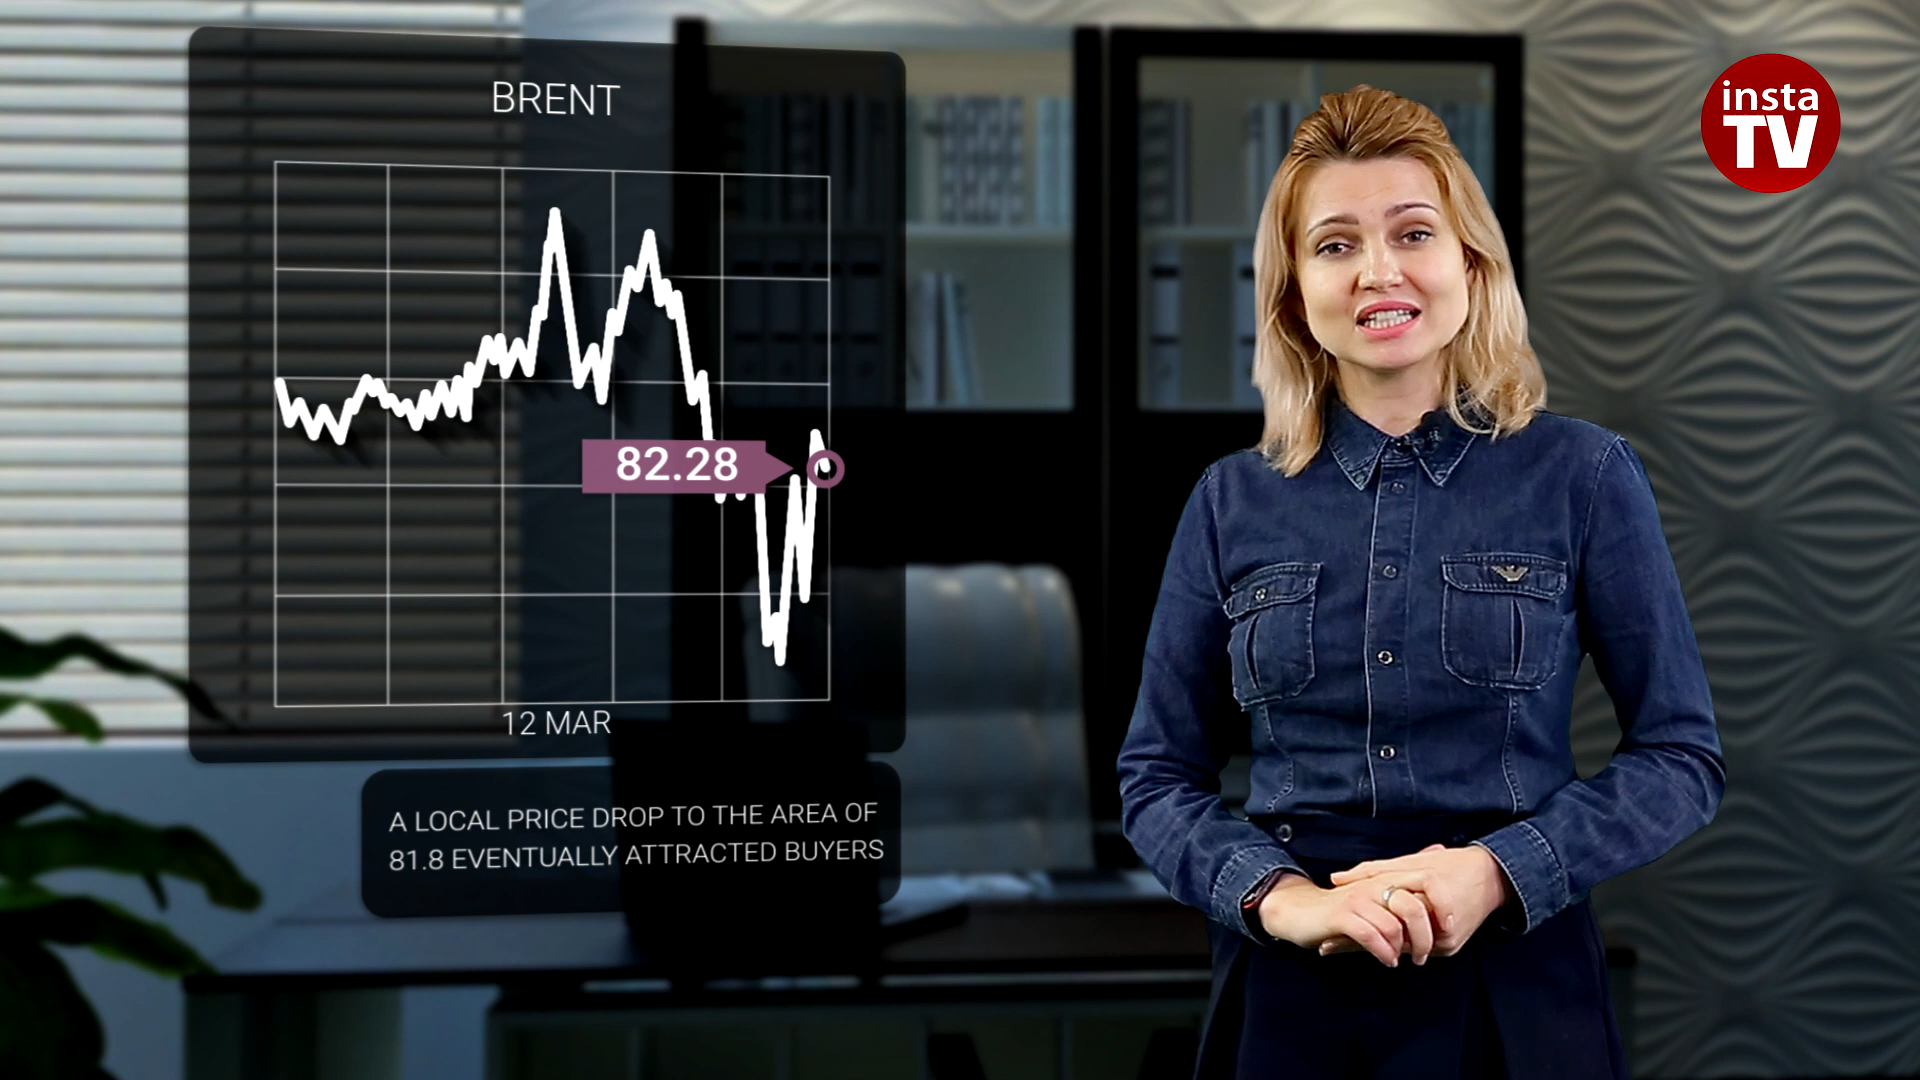 BRENT
insta
TV
82.28
12 MAR
A LOCAL PRICE DROP TO THE AREA OF
81.8 EVENTUALLY ATTRACTED BUYERS